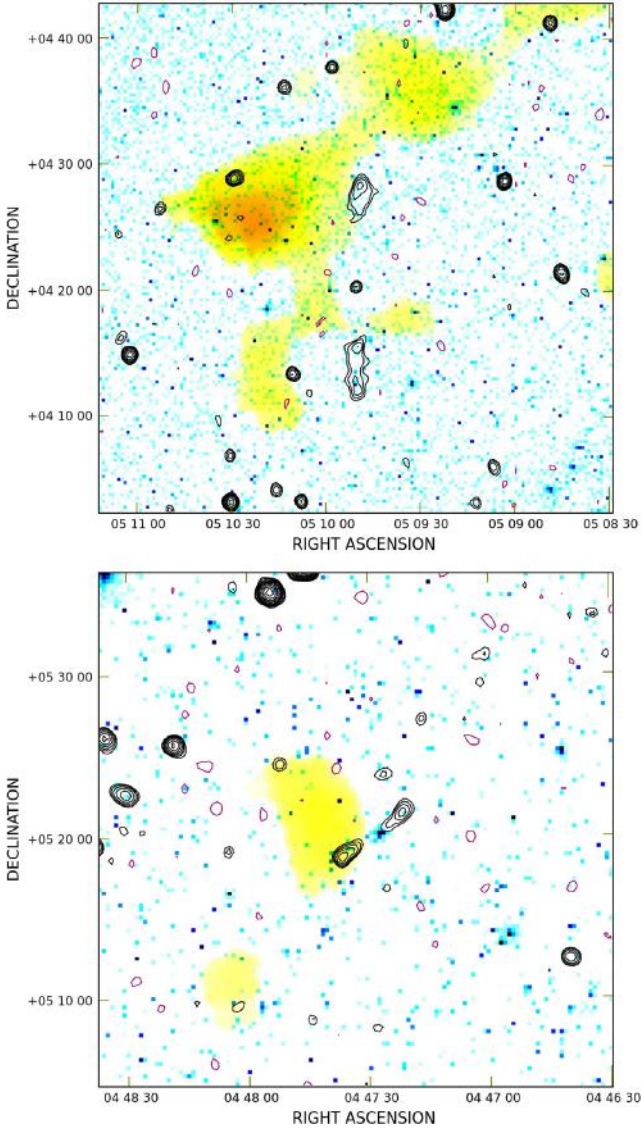 +04 40 00
+04 30 00
DECLINATION
+04 20 00
+04 10 00
05 11 00 05 10 30 05 10 00 05 09 30 05 09 00 05 08 30
RIGHT ASCENSION
+05 30 00
DECLINATION
+05 20 00
+05 10 00
04 48 30 04 48 00 04 47 30 04 47 00 04 46 30
RIGHT ASCENSION